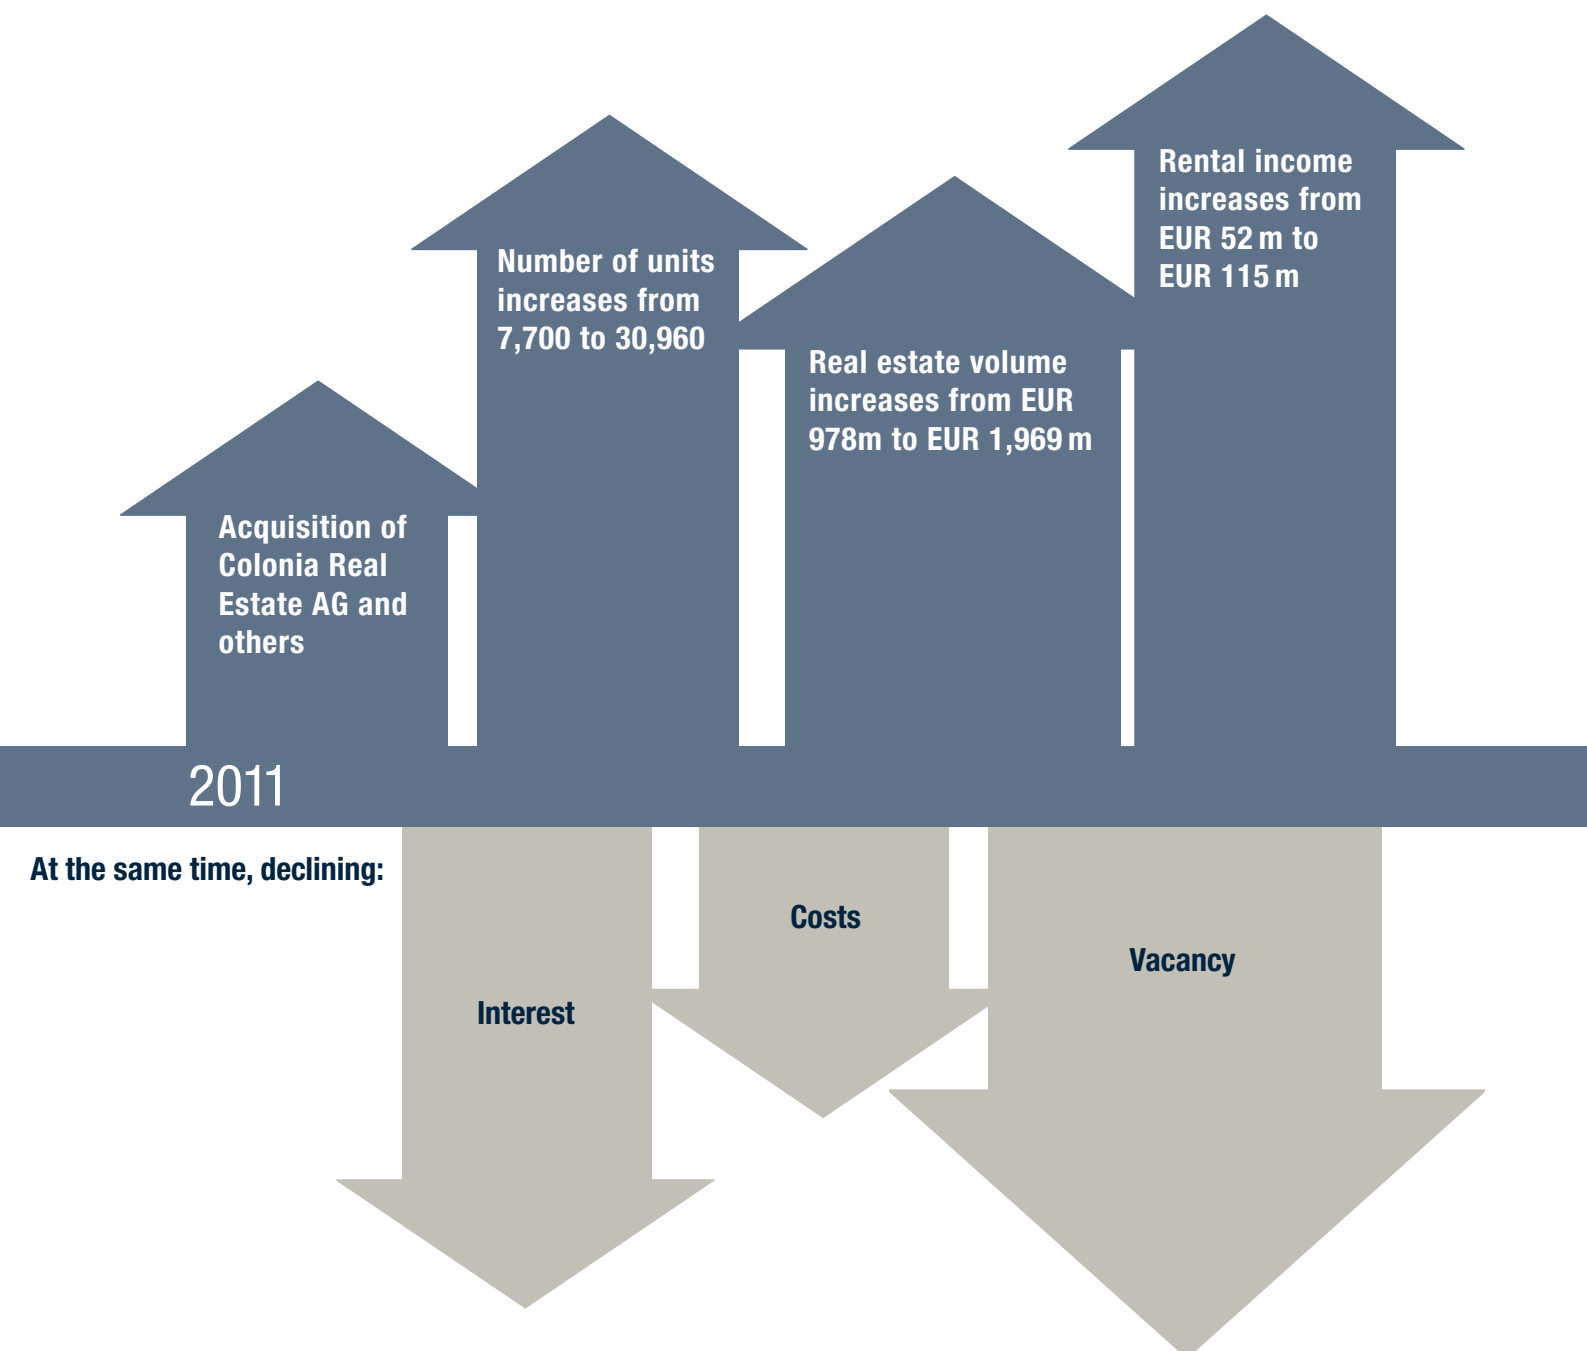 Acquisition of
Colonia Real
Estate AG and
others
Number of units
increases from
7,700 to 30,960
Real estate volume
increases from EUR
978m to EUR 1,969 m
Rental income
increases from
EUR 52 m to
EUR 115 m
2011
At the same time, declining:
Interest
Costs
Vacancy